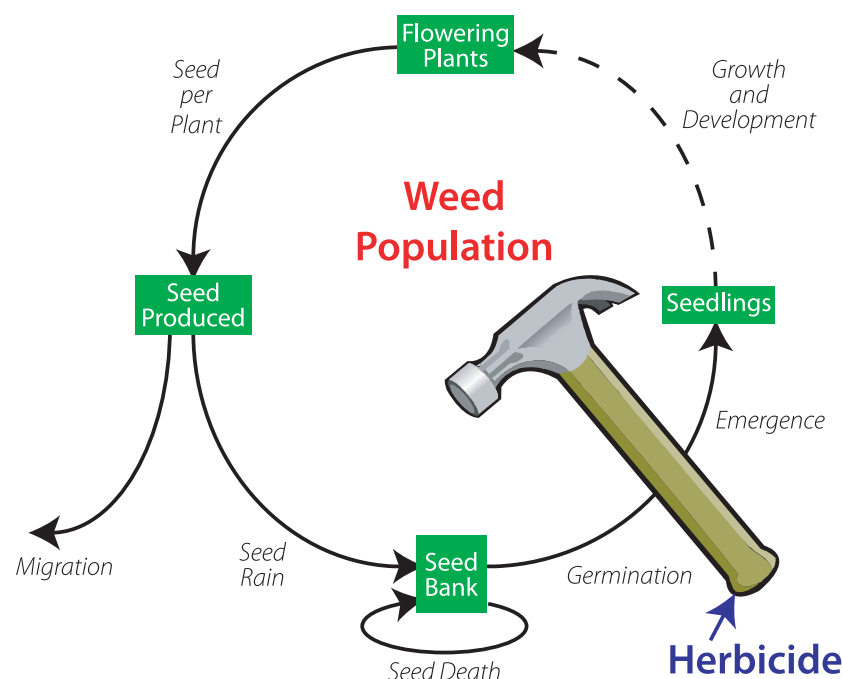 Flowering
Plants
Seed
per
Plant
Growth
and
Development
Weed
Population
Seed
Produced
Seedlings
Emergence
Migration
Seed
Rain
Seed
Bank
Germination
Seed Death
Herbicide